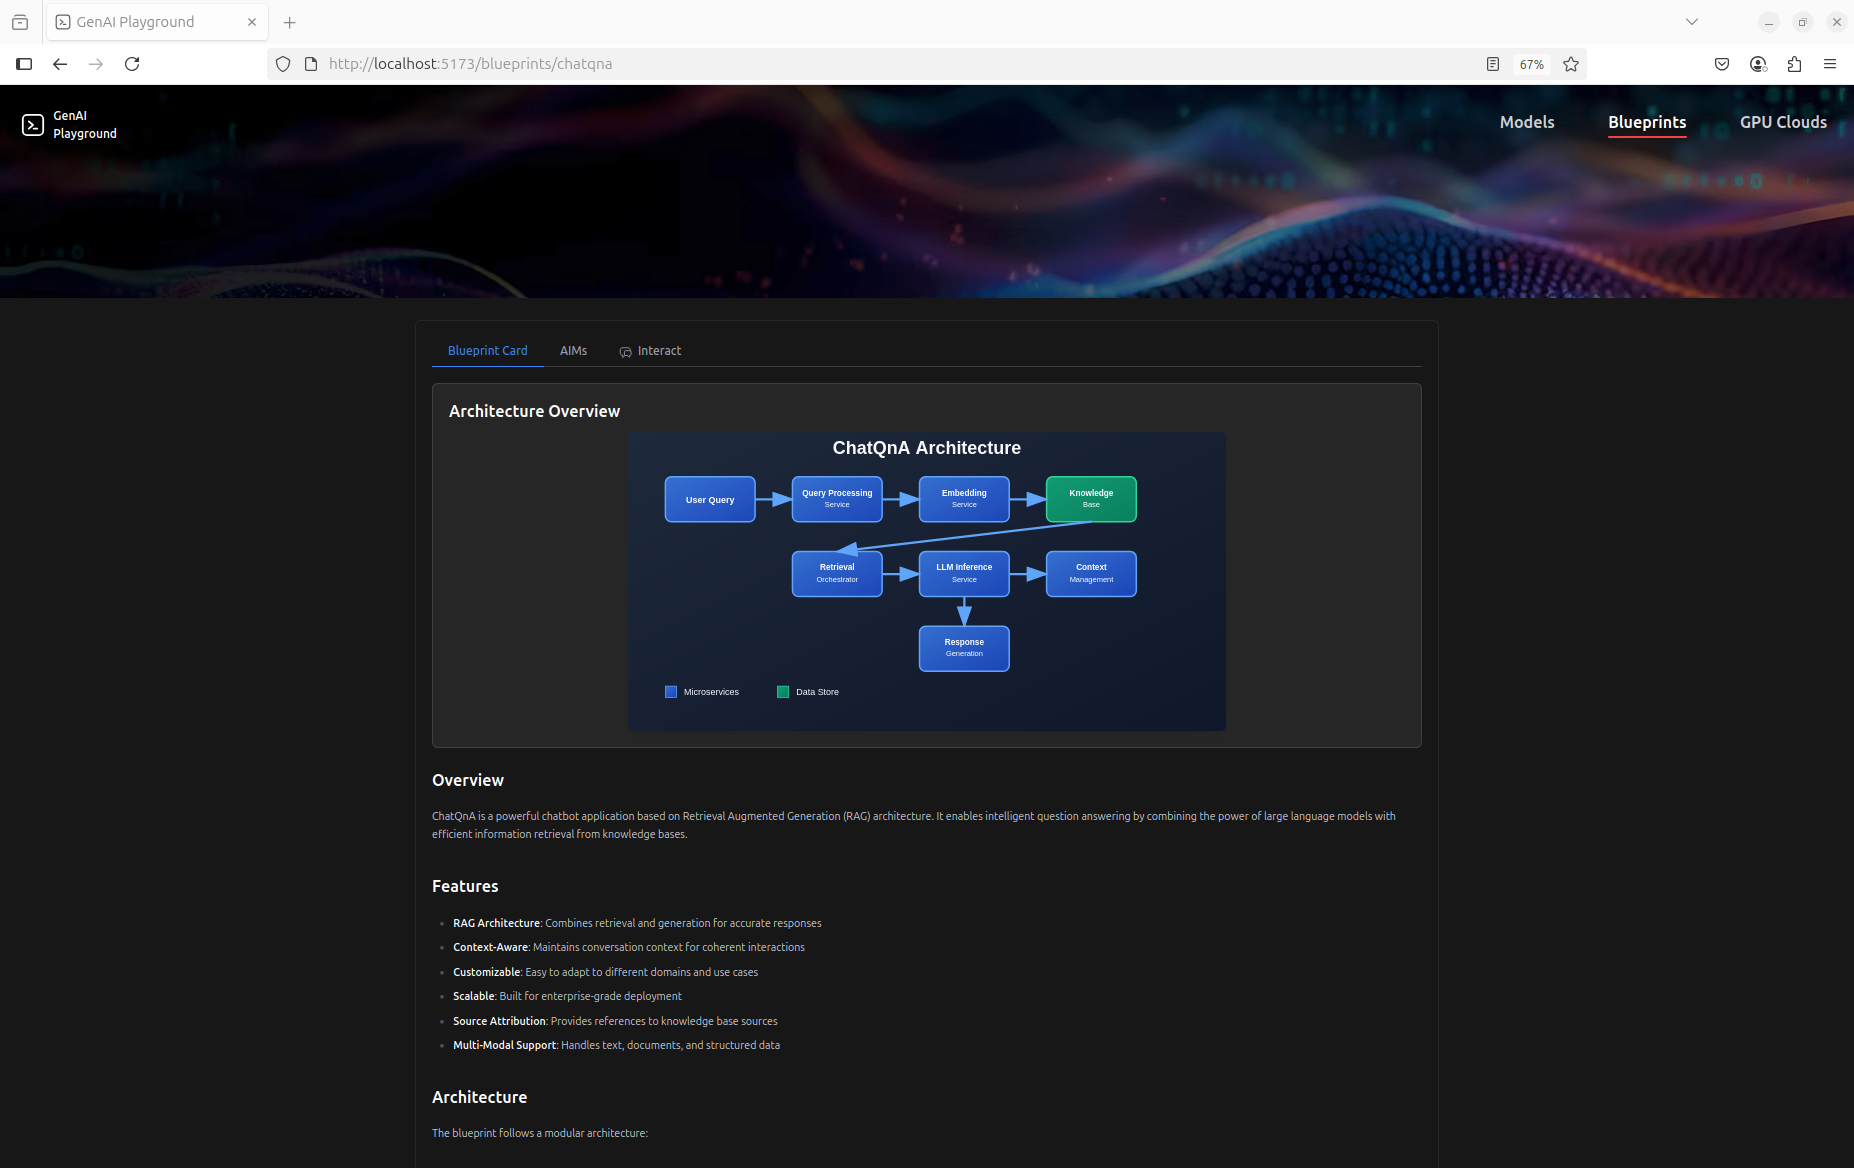 GenAI Playground
http://localhost:5173/blueprints/chatqna
67%
GenAI
Playground
Models
Blueprints
GPU Clouds
Blueprint Card
AIMs
Interact
Architecture Overview
ChatQnA Architecture
User Query
Query Processing
Service
Embedding
Service
Knowledge
Base
Retrieval
Orchestrator
LLM Inference
Service
Context
Management
Response
Generation
Microservices
Data Store
Overview
ChatQnA is a powerful chatbot application based on Retrieval Augmented Generation (RAG) architecture. It enables intelligent question answering by combining the power of large language models with
efficient information retrieval from knowledge bases.
Features
• RAG Architecture: Combines retrieval and generation for accurate responses
• Context-Aware: Maintains conversation context for coherent interactions
• Customizable: Easy to adapt to different domains and use cases
• Scalable: Built for enterprise-grade deployment
• Source Attribution: Provides references to knowledge base sources
• Multi-Modal Support: Handles text, documents, and structured data
Architecture
The blueprint follows a modular architecture: